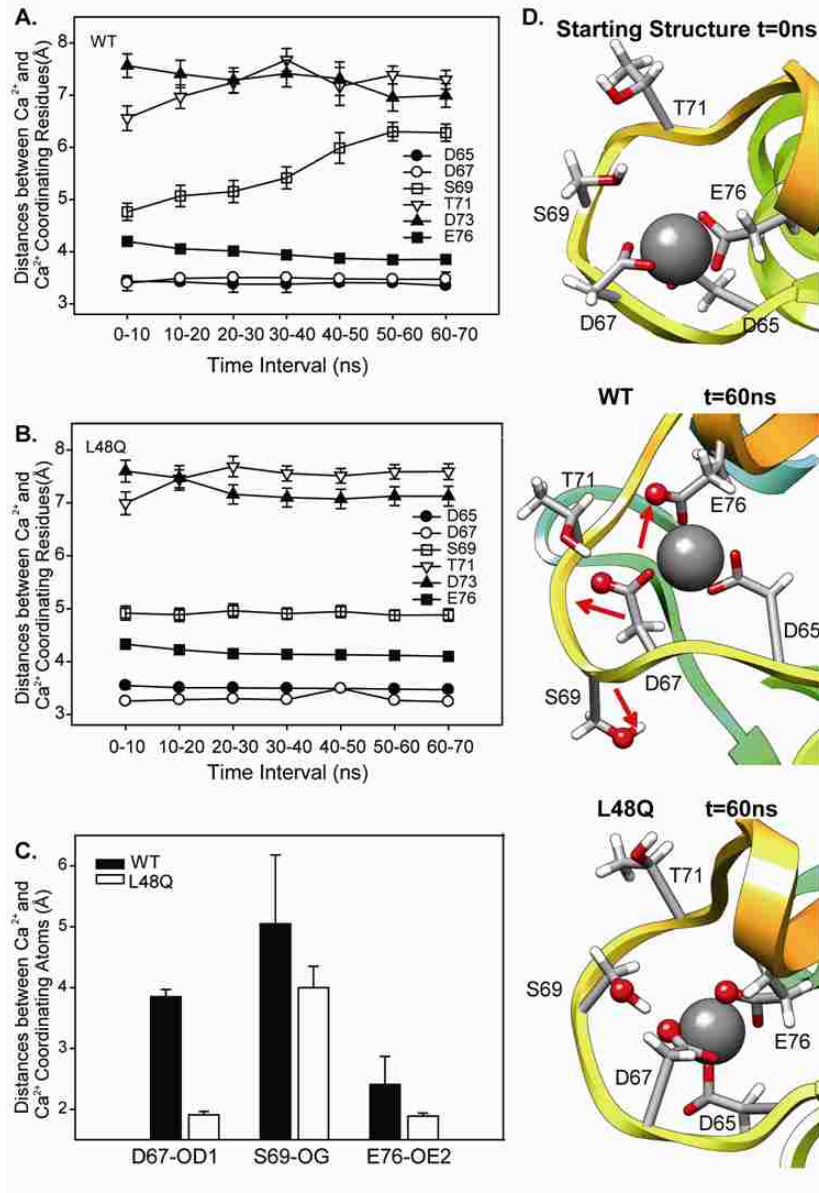 A.
WT
Distances between Ca²⁺ and
Ca²⁺ Coordinating Residues(Å)
8
7
6
5
4
3
D65
D67
S69
T71
D73
E76
0-10 10-20 20-30 30-40 40-50 50-60 60-70
Time Interval (ns)
B.
L48Q
Distances between Ca²⁺ and
Ca²⁺ Coordinating Residues(Å)
8
7
6
5
4
3
D65
D67
S69
T71
D73
E76
0-10 10-20 20-30 30-40 40-50 50-60 60-70
Time Interval (ns)
C.
WT
L48Q
Distances between Ca²⁺ and
Ca²⁺ Coordinating Atoms (Å)
6
5
4
3
2
D67-OD1 S69-OG E76-OE2
D.
Starting Structure t=0ns
T71
S69
E76
D67
D65
WT t=60ns
T71
E76
D65
S69
D67
L48Q t=60ns
T71
S69
E76
D67
D65